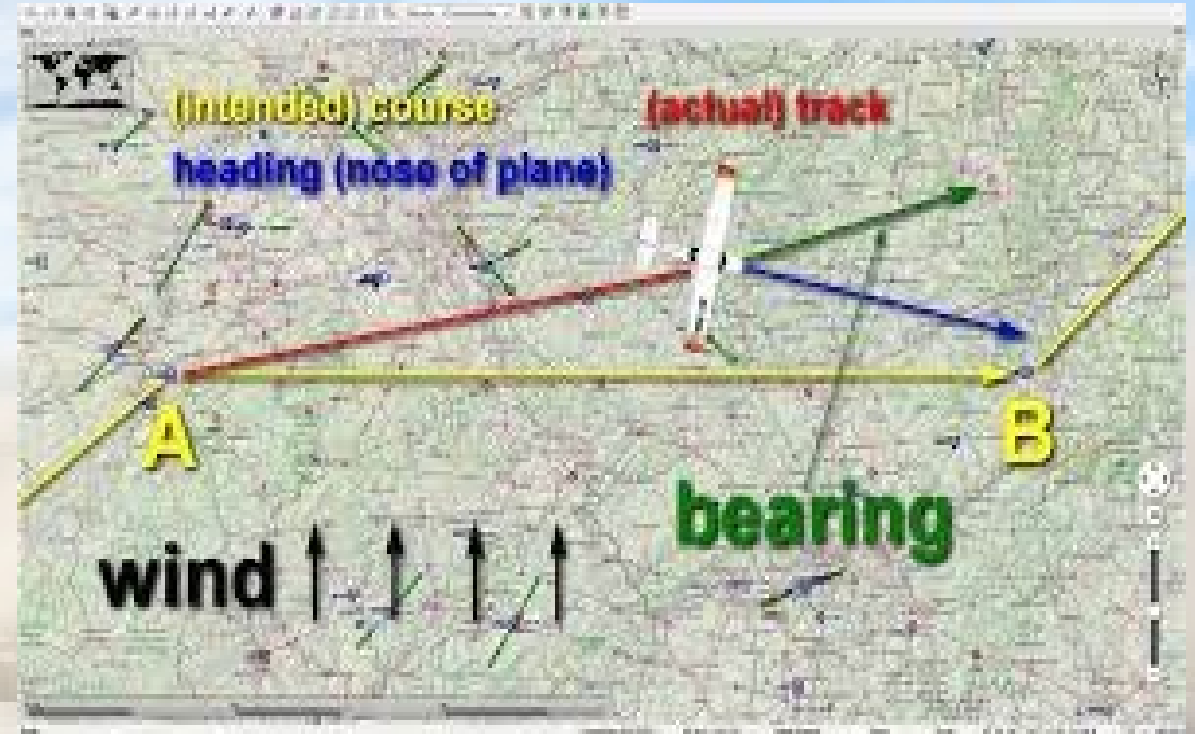 (intended) course
(actual) track
heading (nose of plane)
A
B
bearing
wind